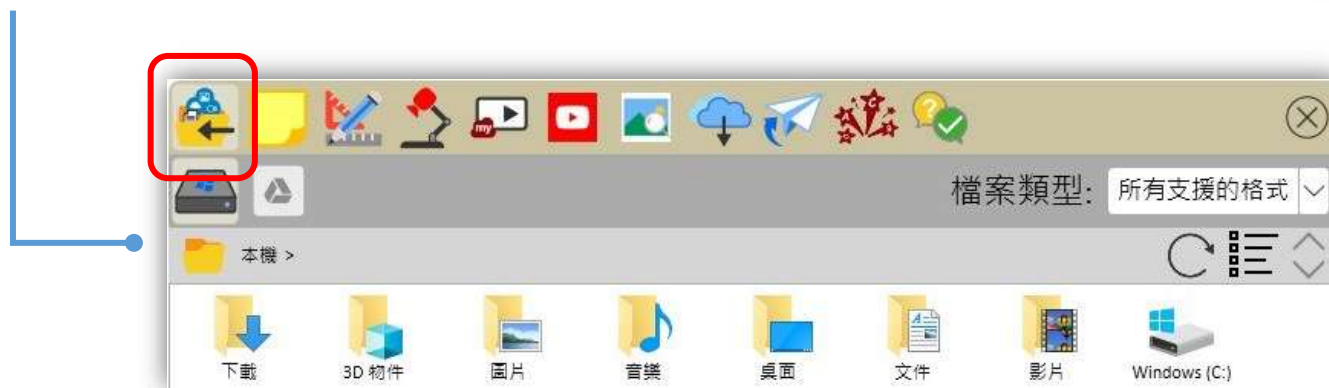 my
檔案類型: 所有支援的格式
本機 >
下載 3D 物件 圖片 音樂 桌面 文件 影片 Windows (C:)